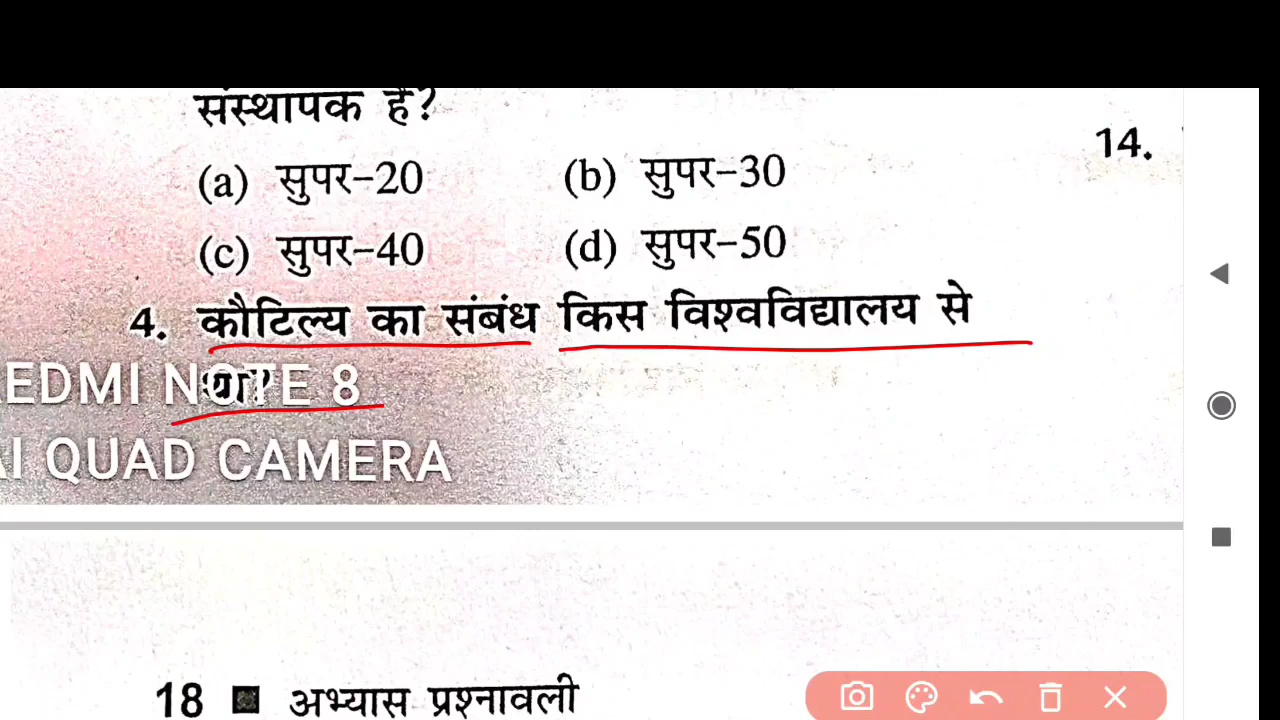 संस्थापक हैं?
(a) सुपर-20 (b) सुपर-30
(c) सुपर-40 (d) सुपर-50
14.
4. कौटिल्य का संबंध किस विश्वविद्यालय से
था?
EDMI NOTE 8
AI QUAD CAMERA
18 ■ अभ्यास प्रश्नावली